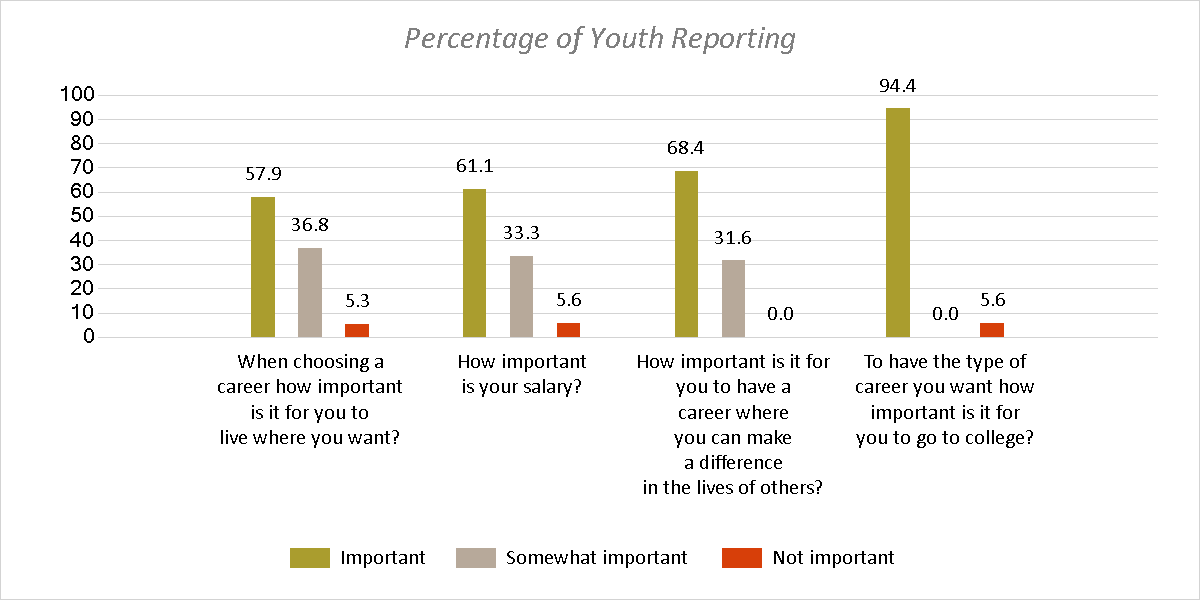 Percentage of Youth Reporting
100
90
80
70
60
50
40
30
20
10
0
57.9
36.8
5.3
61.1
33.3
5.6
68.4
31.6
0.0
94.4
0.0
5.6
When choosing a
career how important
is it for you to
live where you want?
How important
is your salary?
How important is it for
you to have a
career where
you can make
a difference
in the lives of others?
To have the type of
career you want how
important is it for
you to go to college?
Important
Somewhat important
Not important